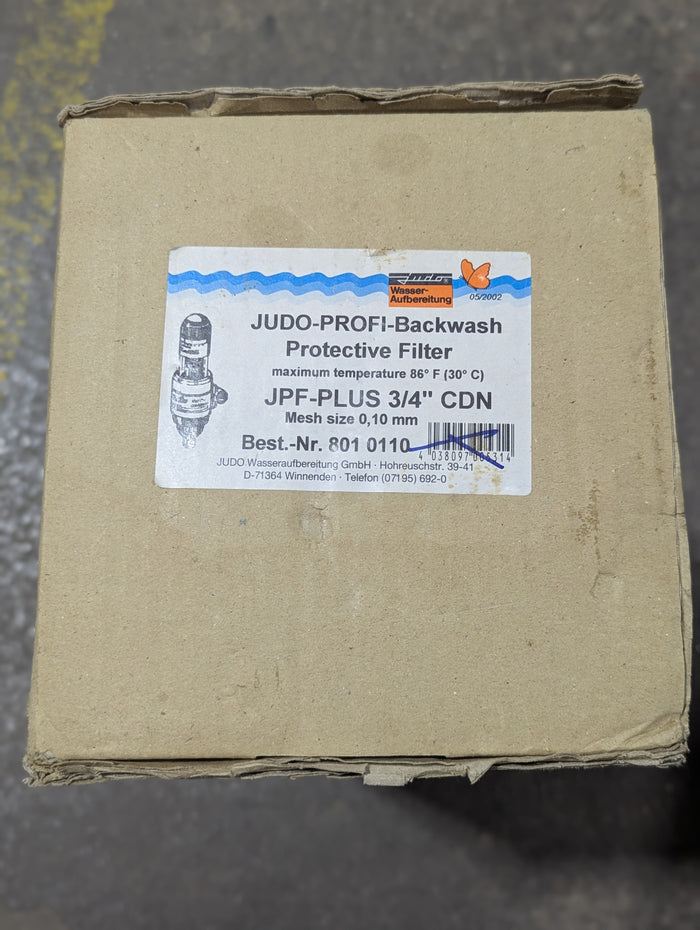 JUDO
Wasser-
Aufbereitung
05/2002
JUDO-PROFI-Backwash
Protective Filter
maximum temperature 86° F (30° C)
JPF-PLUS 3/4" CDN
Mesh size 0,10 mm
Best.-Nr. 801 0110
4 038097
JUDO Wasseraufbereitung GmbH · Hohreuschstr. 39-41
D-71364 Winnenden · Telefon (07195) 692-0